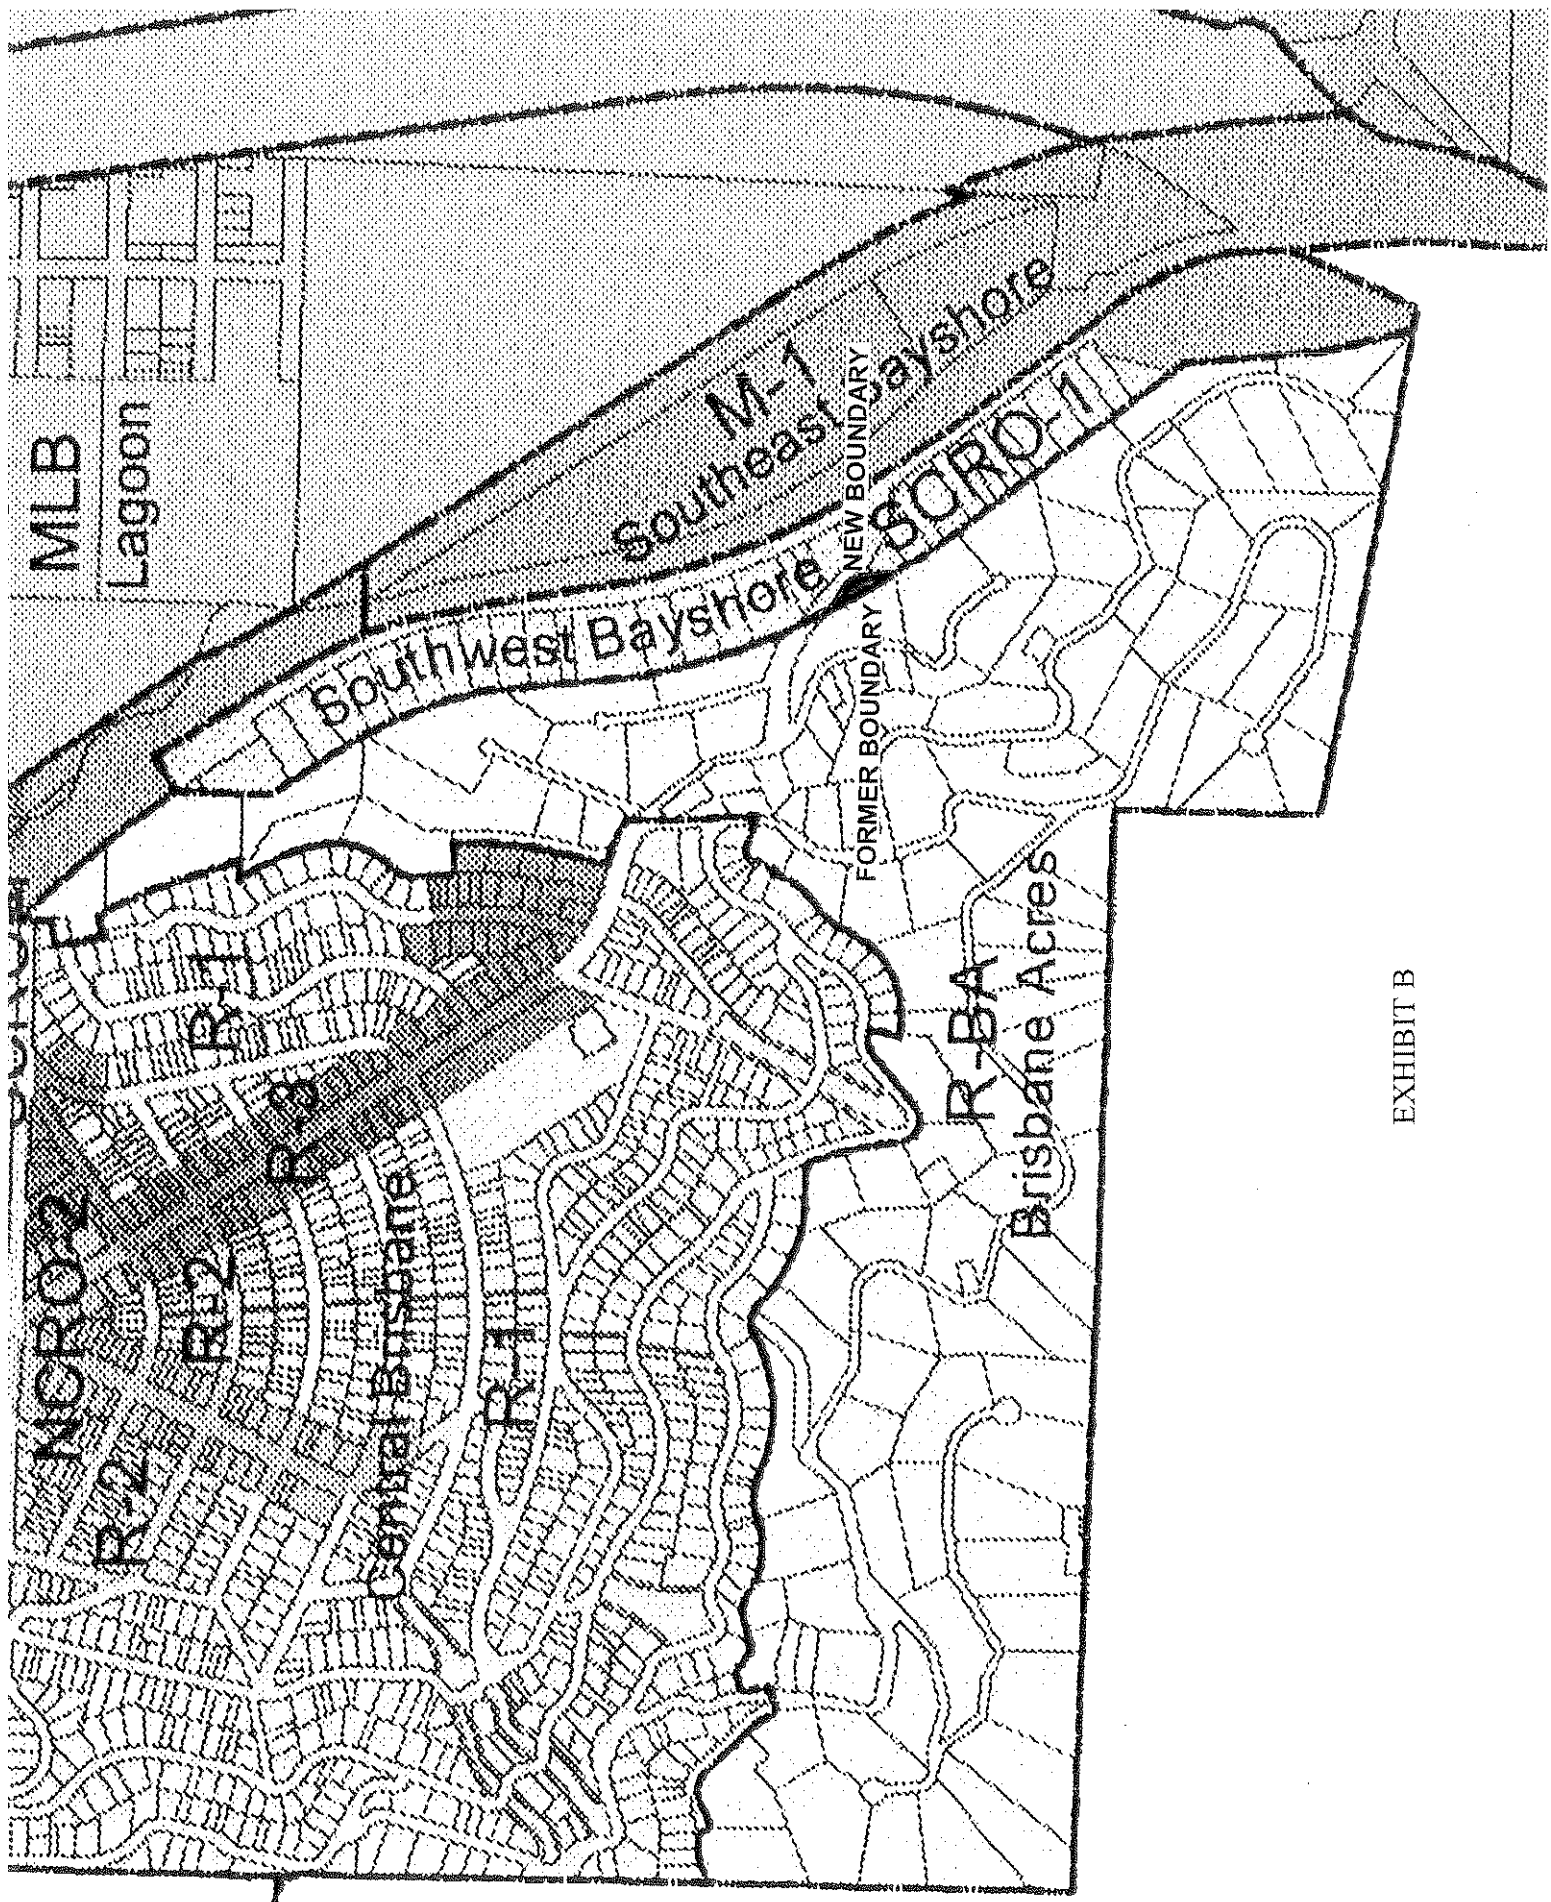 MLB
Lagoon
M-1
Southeast Bayshore
NEW BOUNDARY
SCRO-1
Southwest Bayshore
FORMER BOUNDARY
R-1
R-3
NCRO-2
R-2
R-2
Central Brisbane
R-1
R-BA
Brisbane Acres
EXHIBIT B